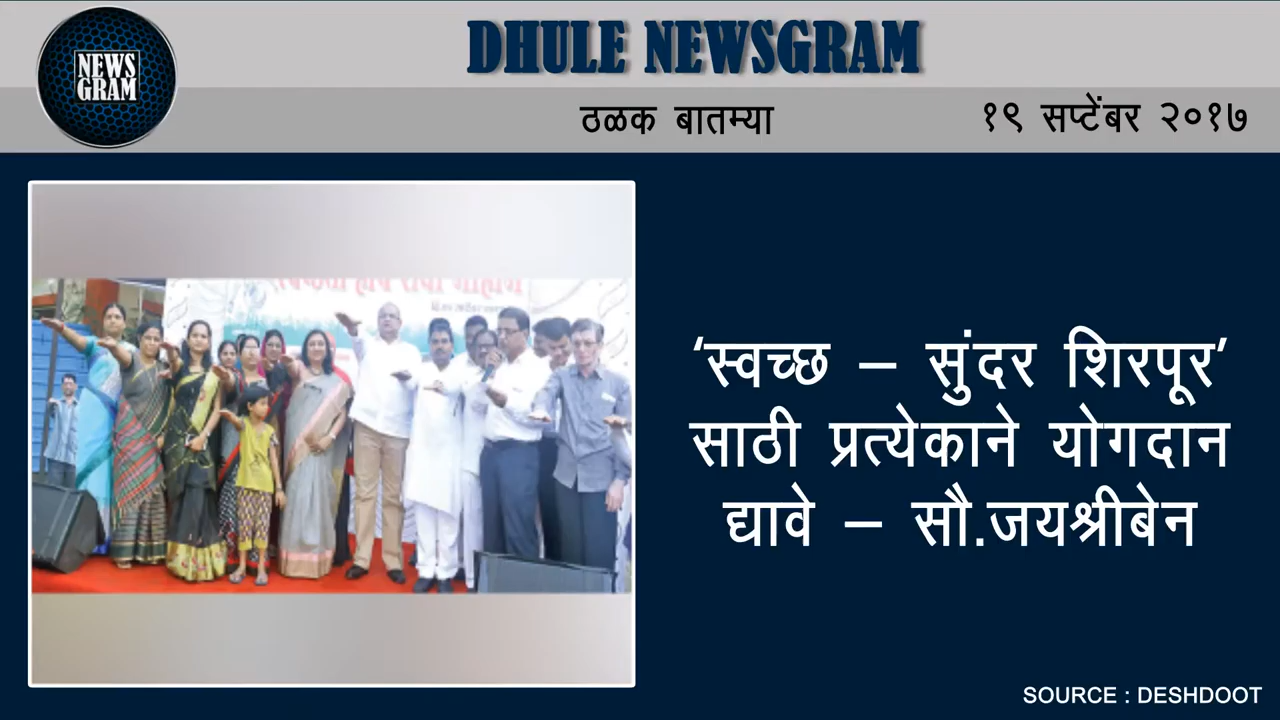 NEWS
GRAM
DHULE NEWSGRAM
ठळक बातम्या
१९ सप्टेंबर २०१७
‘स्वच्छ – सुंदर शिरपूर’
साठी प्रत्येकाने योगदान
द्यावे – सौ.जयश्रीबेन
SOURCE : DESHDOOT